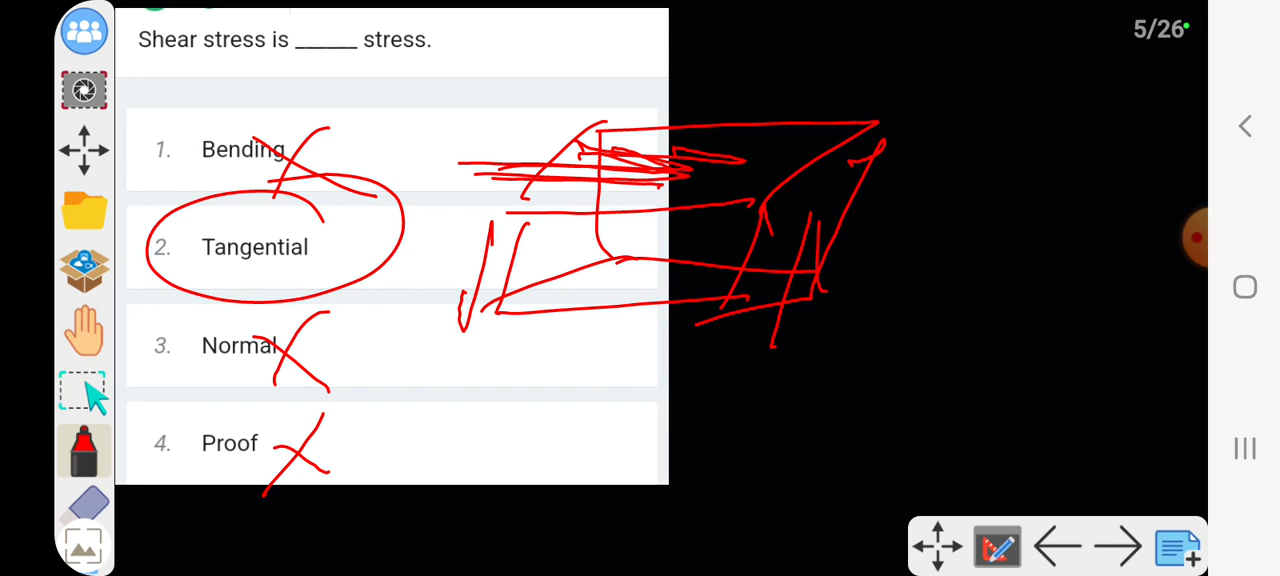 5/26
Shear stress is ______ stress.
1. Bending
2. Tangential
3. Normal
4. Proof